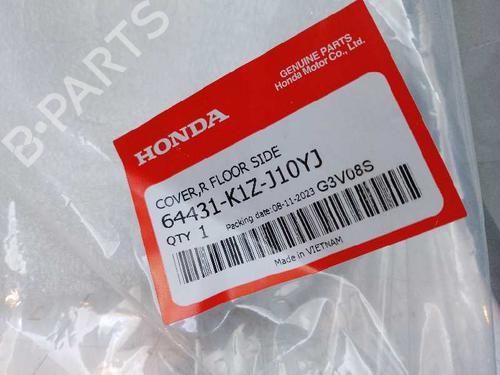 B-PARTS
GENUINE PARTS
Honda Motor Co., Ltd.
HONDA
COVER,R FLOOR SIDE
64431-K1Z-J10YJ
QTY 1 Packing date:08-11-2023 G3V08S
Made in VIETNAM